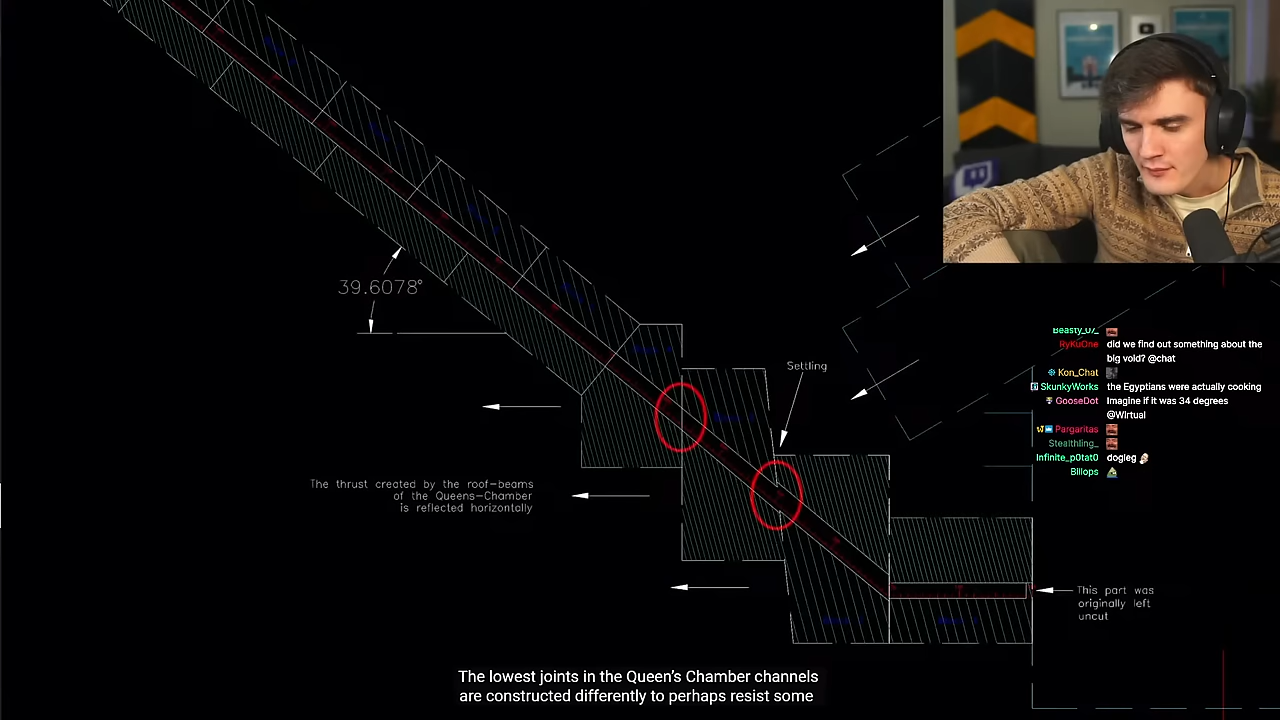 39.6078°
Settling
The thrust created by the roof-beams
of the Queens-Chamber
is reflected horizontally
This part was
originally left
uncut
Beasty_07_
RyKuOne did we find out something about the
big void? @chat
Kon_Chat
SkunkyWorks the Egyptians were actually cooking
GooseDot Imagine if it was 34 degrees
@Wirtual
Pargaritas
Stealthling_
Infinite_p0tat0 dogleg
Bllops
The lowest joints in the Queen's Chamber channels
are constructed differently to perhaps resist some